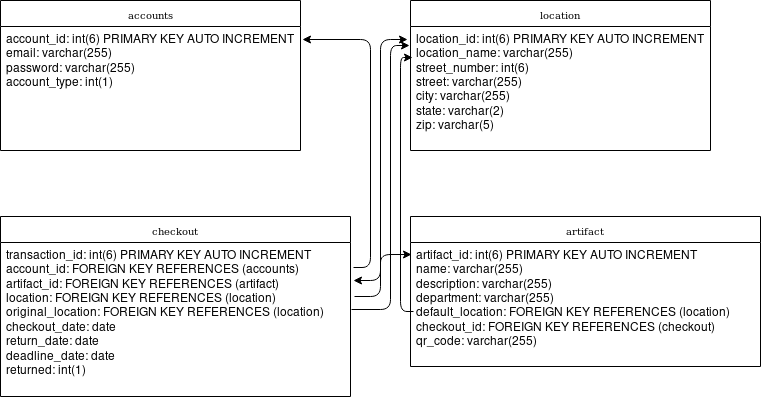 accounts
account_id: int(6) PRIMARY KEY AUTO INCREMENT
email: varchar(255)
password: varchar(255)
account_type: int(1)
location
location_id: int(6) PRIMARY KEY AUTO INCREMENT
location_name: varchar(255)
street_number: int(6)
street: varchar(255)
city: varchar(255)
state: varchar(2)
zip: varchar(5)
checkout
transaction_id: int(6) PRIMARY KEY AUTO INCREMENT
account_id: FOREIGN KEY REFERENCES (accounts)
artifact_id: FOREIGN KEY REFERENCES (artifact)
location: FOREIGN KEY REFERENCES (location)
original_location: FOREIGN KEY REFERENCES (location)
checkout_date: date
return_date: date
deadline_date: date
returned: int(1)
artifact
artifact_id: int(6) PRIMARY KEY AUTO INCREMENT
name: varchar(255)
description: varchar(255)
department: varchar(255)
default_location: FOREIGN KEY REFERENCES (location)
checkout_id: FOREIGN KEY REFERENCES (checkout)
qr_code: varchar(255)